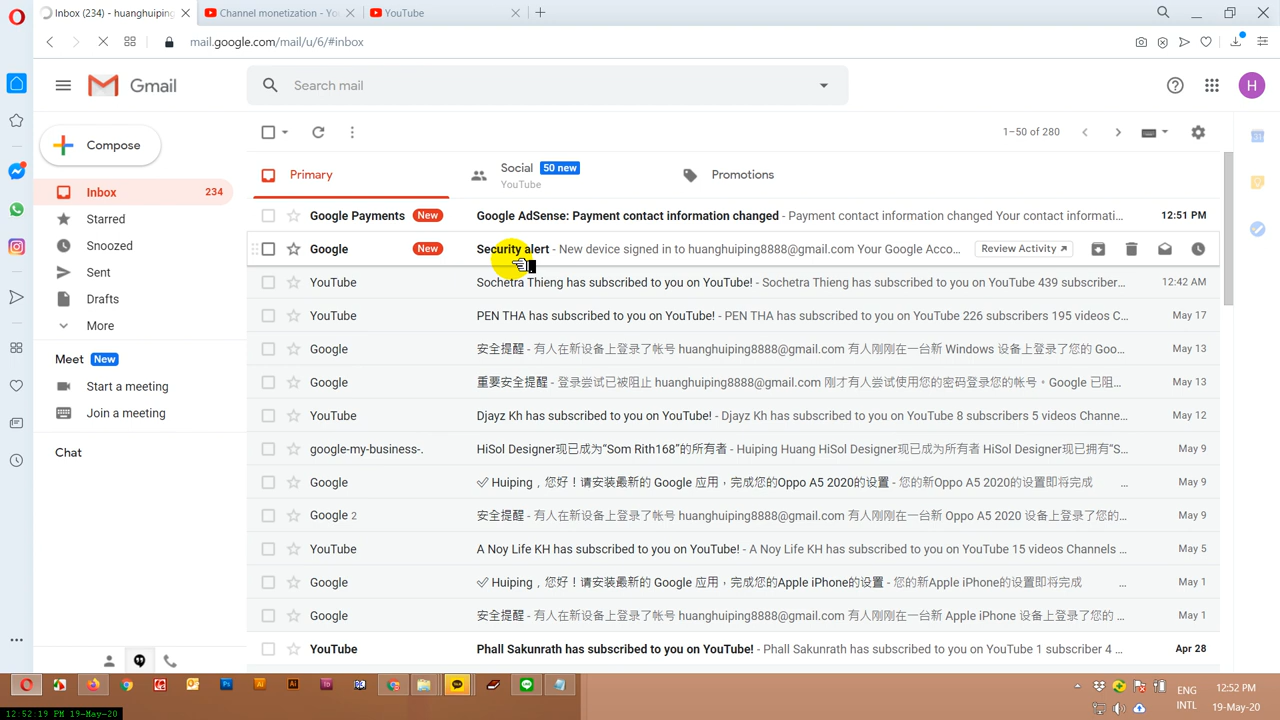 Inbox (234) - huanghuiping
Channel monetization - Yo
YouTube
mail.google.com/mail/u/6/#inbox
Gmail
Search mail
H
Compose
1–50 of 280
Inbox 234
Starred
Snoozed
Sent
Drafts
More
Meet New
Start a meeting
Join a meeting
Chat
Primary
Social 50 new
YouTube
Promotions
Google Payments New Google AdSense: Payment contact information changed - Payment contact information changed Your contact informati… 12:51 PM
Google New Security alert - New device signed in to huanghuiping8888@gmail.com Your Google Acco… Review Activity
YouTube Sochetra Thieng has subscribed to you on YouTube! - Sochetra Thieng has subscribed to you on YouTube 439 subscriber… 12:42 AM
YouTube PEN THA has subscribed to you on YouTube! - PEN THA has subscribed to you on YouTube 226 subscribers 195 videos C… May 17
Google 安全提醒 - 有人在新设备上登录了帐号 huanghuiping8888@gmail.com 有人刚刚在一台新 Windows 设备上登录了您的 Goo… May 13
Google 重要安全提醒 - 登录尝试已被阻止 huanghuiping8888@gmail.com 刚才有人尝试使用您的密码登录您的帐号。Google 已阻… May 13
YouTube Djayz Kh has subscribed to you on YouTube! - Djayz Kh has subscribed to you on YouTube 8 subscribers 5 videos Channe… May 12
google-my-business-. HiSol Designer现已成为“Som Rith168”的所有者 - Huiping Huang HiSol Designer现已成为 HiSol Designer现已拥有“S… May 9
Google ✅ Huiping，您好！请安装最新的 Google 应用，完成您的Oppo A5 2020的设置 - 您的新Oppo A5 2020的设置即将完成 … May 9
Google 2 安全提醒 - 有人在新设备上登录了帐号 huanghuiping8888@gmail.com 有人刚刚在一台新 Oppo A5 2020 设备上登录了您的… May 9
YouTube A Noy Life KH has subscribed to you on YouTube! - A Noy Life KH has subscribed to you on YouTube 15 videos Channels … May 5
Google ✅ Huiping，您好！请安装最新的 Google 应用，完成您的Apple iPhone的设置 - 您的新Apple iPhone的设置即将完成 … May 1
Google 安全提醒 - 有人在新设备上登录了帐号 huanghuiping8888@gmail.com 有人刚刚在一台新 Apple iPhone 设备上登录了您的 … May 1
YouTube Phall Sakunrath has subscribed to you on YouTube! - Phall Sakunrath has subscribed to you on YouTube 1 subscriber 4 … Apr 28
ENG
INTL
12:52 PM
19-May-20
12:52:19 PM 19-May-20